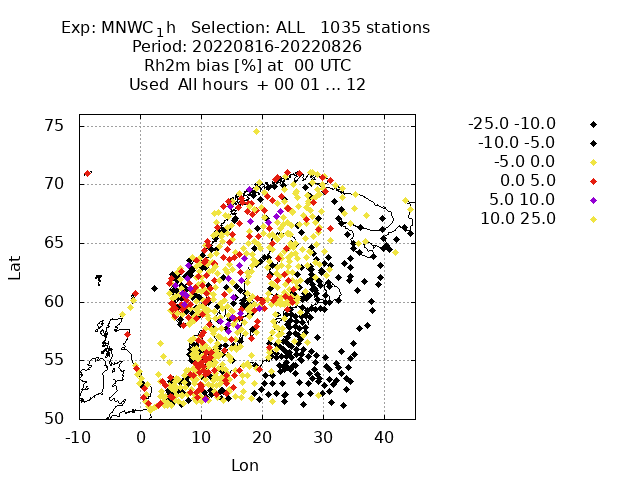 Exp: MNWC_1h Selection: ALL 1035 stations
Period: 20220816-20220826
Rh2m bias [%] at 00 UTC
Used All hours + 00 01 ... 12
-25.0 -10.0
-10.0 -5.0
-5.0 0.0
0.0 5.0
5.0 10.0
10.0 25.0
75
70
65
60
55
50
Lat
-10 0 10 20 30 40
Lon